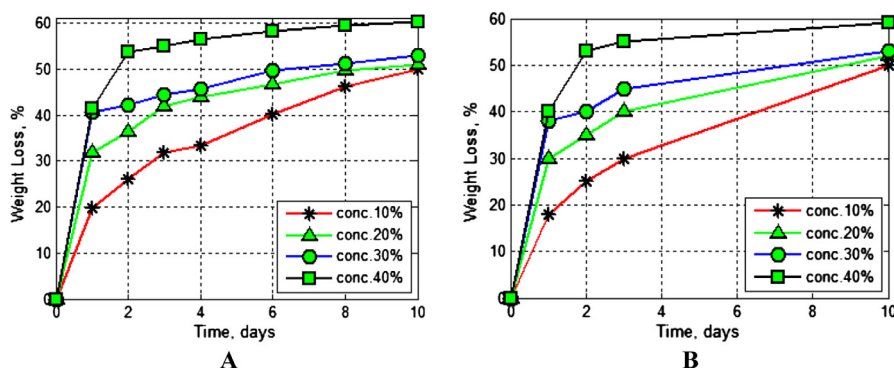 60
50
40
30
20
10
0
Weight Loss, %
0 2 4 6 8 10
Time, days
conc.10%
conc.20%
conc.30%
conc.40%
A
60
50
40
30
20
10
0
Weight Loss, %
0 2 4 6 8 10
Time, days
conc.10%
conc.20%
conc.30%
conc.40%
B